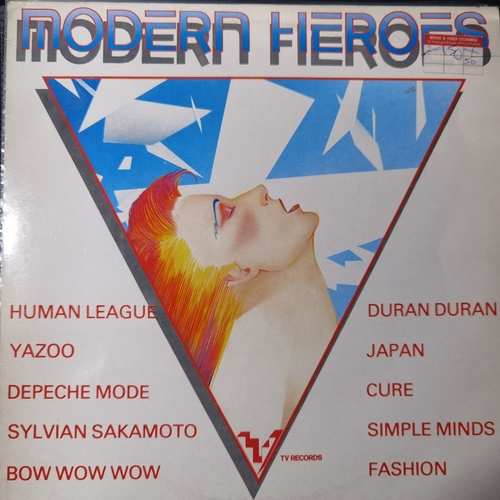 MODERN HEROES
HUMAN LEAGUE
YAZOO
DEPECHE MODE
SYLVIAN SAKAMOTO
BOW WOW WOW
DURAN DURAN
JAPAN
CURE
SIMPLE MINDS
FASHION
TV RECORDS